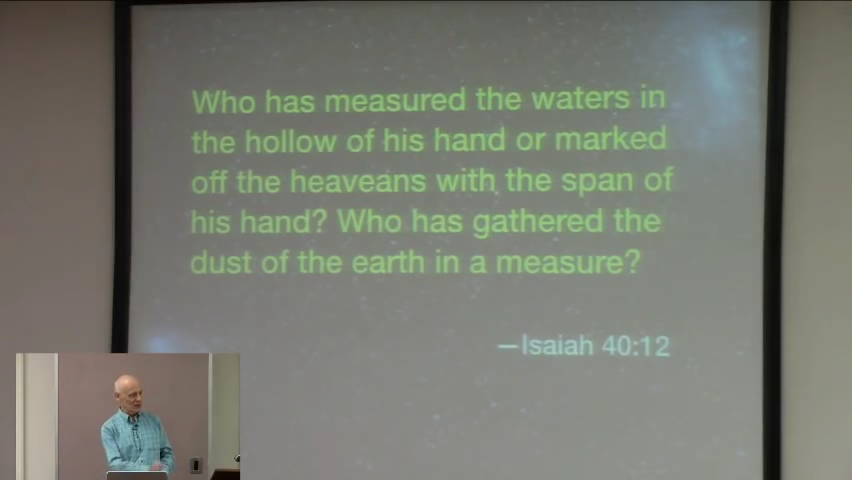 Who has measured the waters in
the hollow of his hand or marked
off the heaveans with the span of
his hand? Who has gathered the
dust of the earth in a measure?
—Isaiah 40:12